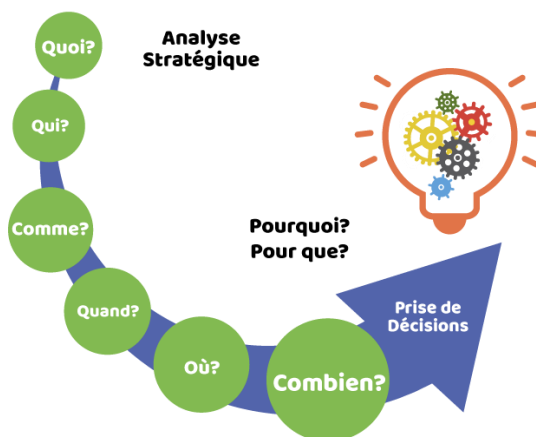 Quoi?
Analyse
Stratégique
Qui?
Comme?
Pourquoi?
Pour que?
Quand?
Où?
Combien?
Prise de
Décisions